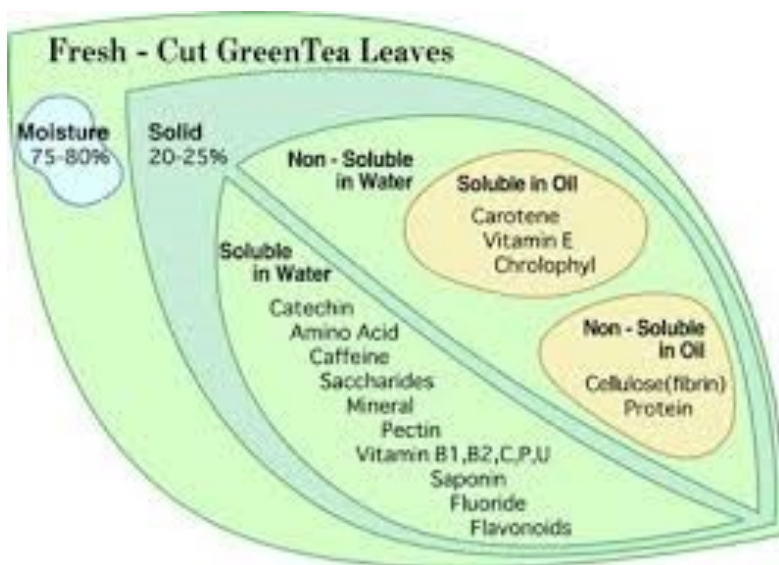 Fresh - Cut GreenTea Leaves
Moisture
75-80%
Solid
20-25%
Non - Soluble
in Water
Soluble in Oil
Carotene
Vitamin E
Chrolophyl
Non - Soluble
in Oil
Cellulose(fibrin)
Protein
Soluble
in Water
Catechin
Amino Acid
Caffeine
Saccharides
Mineral
Pectin
Vitamin B1,B2,C,P,U
Saponin
Fluoride
Flavonoids